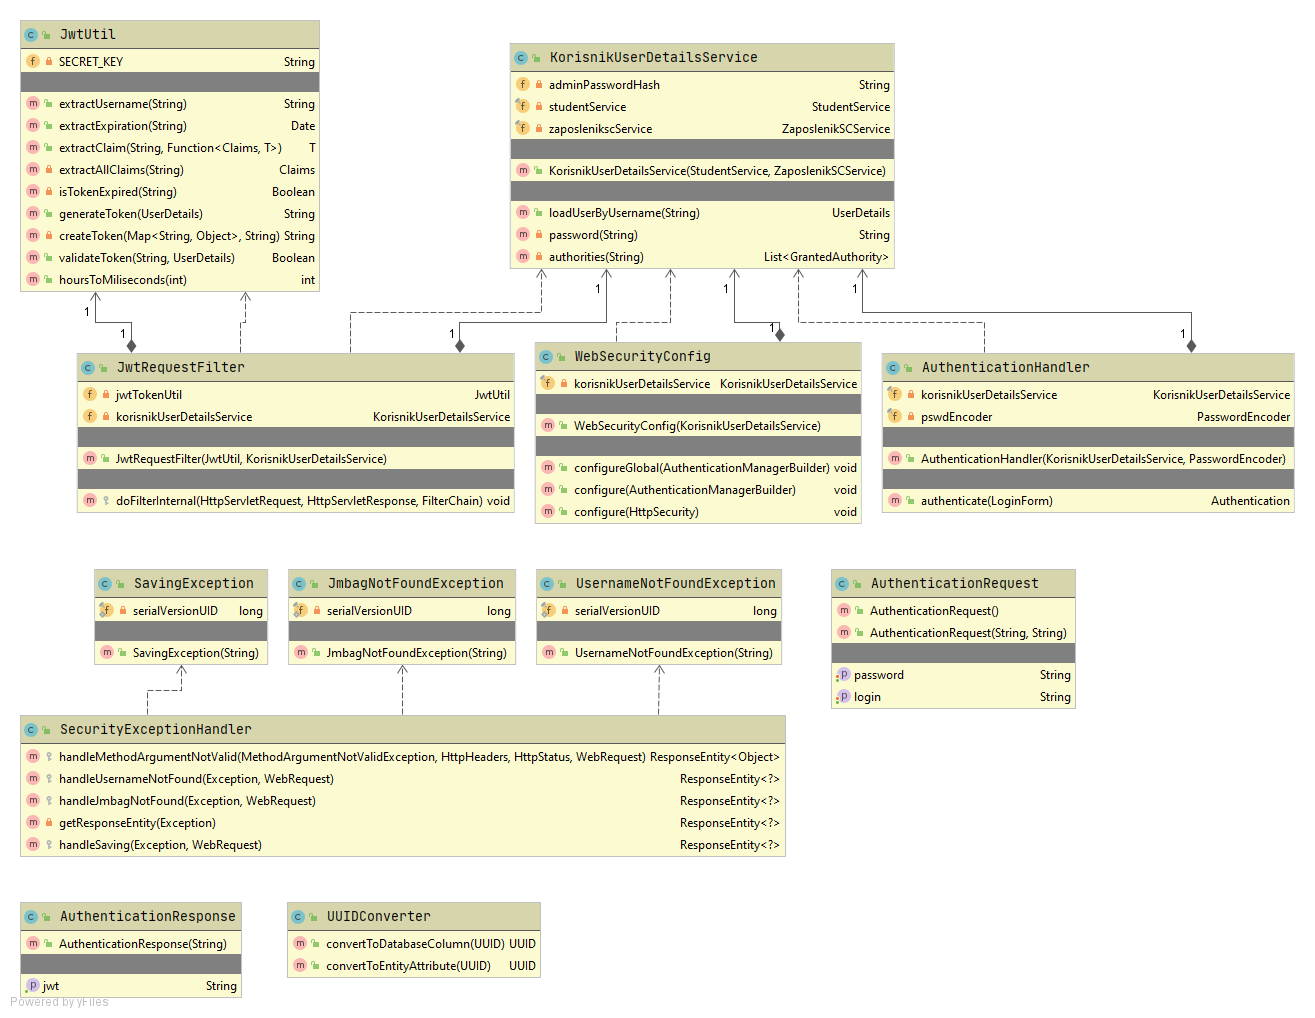 JwtUtil
SECRET_KEY String
extractUsername(String) String
extractExpiration(String) Date
extractClaim(String, Function<Claims, T>) T
extractAllClaims(String) Claims
isTokenExpired(String) Boolean
generateToken(UserDetails) String
createToken(Map<String, Object>, String) String
validateToken(String, UserDetails) Boolean
hoursToMiliseconds(int) int
KorisnikUserDetailsService
adminPasswordHash String
studentService StudentService
zaposlenikscService ZaposlenikSCService
KorisnikUserDetailsService(StudentService, ZaposlenikSCService)
loadUserByUsername(String) UserDetails
password(String) String
authorities(String) List<GrantedAuthority>
1 1 1 1
1 1 1 1
JwtRequestFilter
jwtTokenUtil JwtUtil
korisnikUserDetailsService KorisnikUserDetailsService
JwtRequestFilter(JwtUtil, KorisnikUserDetailsService)
doFilterInternal(HttpServletRequest, HttpServletResponse, FilterChain) void
WebSecurityConfig
korisnikUserDetailsService KorisnikUserDetailsService
WebSecurityConfig(KorisnikUserDetailsService)
configureGlobal(AuthenticationManagerBuilder) void
configure(AuthenticationManagerBuilder) void
configure(HttpSecurity) void
AuthenticationHandler
korisnikUserDetailsService KorisnikUserDetailsService
pswdEncoder PasswordEncoder
AuthenticationHandler(KorisnikUserDetailsService, PasswordEncoder)
authenticate(LoginForm) Authentication
SavingException
serialVersionUID long
SavingException(String)
JmbagNotFoundException
serialVersionUID long
JmbagNotFoundException(String)
UsernameNotFoundException
serialVersionUID long
UsernameNotFoundException(String)
AuthenticationRequest
AuthenticationRequest()
AuthenticationRequest(String, String)
password String
login String
SecurityExceptionHandler
handleMethodArgumentNotValid(MethodArgumentNotValidException, HttpHeaders, HttpStatus, WebRequest) ResponseEntity<Object>
handleUsernameNotFound(Exception, WebRequest) ResponseEntity<?>
handleJmbagNotFound(Exception, WebRequest) ResponseEntity<?>
getResponseEntity(Exception) ResponseEntity<?>
handleSaving(Exception, WebRequest) ResponseEntity<?>
AuthenticationResponse
AuthenticationResponse(String)
jwt String
UUIDConverter
convertToDatabaseColumn(UUID) UUID
convertToEntityAttribute(UUID) UUID
Powered by yFiles